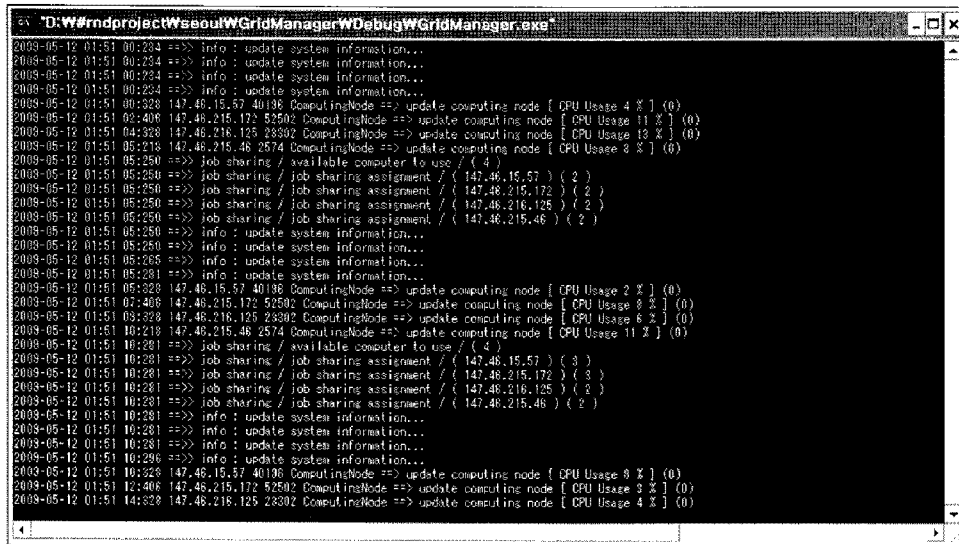 "D:₩#rndproject₩seoul₩GridManager₩Debug₩GridManager.exe"
2009-05-12 01:51 00:234 ==>> info : update system information...
2009-05-12 01:51 00:234 ==>> info : update system information...
2009-05-12 01:51 00:234 ==>> info : update system information...
2009-05-12 01:51 00:234 ==>> info : update system information...
2009-05-12 01:51 00:328 147.46.15.57 40196 ComputingNode ==> update computing node [ CPU Usage 4 % ] (0)
2009-05-12 01:51 02:406 147.46.215.172 52502 ComputingNode ==> update computing node [ CPU Usage 11 % ] (0)
2009-05-12 01:51 04:328 147.46.216.125 23302 ComputingNode ==> update computing node [ CPU Usage 13 % ] (0)
2009-05-12 01:51 05:218 147.46.215.46 2574 ComputingNode ==> update computing node [ CPU Usage 8 % ] (0)
2009-05-12 01:51 05:250 ==>> job sharing / available computer to use / ( 4 )
2009-05-12 01:51 05:250 ==>> job sharing / job sharing assignment / ( 147.46.15.57 ) ( 2 )
2009-05-12 01:51 05:250 ==>> job sharing / job sharing assignment / ( 147.46.215.172 ) ( 2 )
2009-05-12 01:51 05:250 ==>> job sharing / job sharing assignment / ( 147.46.216.125 ) ( 2 )
2009-05-12 01:51 05:250 ==>> job sharing / job sharing assignment / ( 147.46.215.46 ) ( 2 )
2009-05-12 01:51 05:250 ==>> info : update system information...
2009-05-12 01:51 05:250 ==>> info : update system information...
2009-05-12 01:51 05:265 ==>> info : update system information...
2009-05-12 01:51 05:281 ==>> info : update system information...
2009-05-12 01:51 05:328 147.46.15.57 40196 ComputingNode ==> update computing node [ CPU Usage 2 % ] (0)
2009-05-12 01:51 07:406 147.46.215.172 52502 ComputingNode ==> update computing node [ CPU Usage 8 % ] (0)
2009-05-12 01:51 09:328 147.46.216.125 23302 ComputingNode ==> update computing node [ CPU Usage 6 % ] (0)
2009-05-12 01:51 10:218 147.46.215.46 2574 ComputingNode ==> update computing node [ CPU Usage 11 % ] (0)
2009-05-12 01:51 10:281 ==>> job sharing / available computer to use / ( 4 )
2009-05-12 01:51 10:281 ==>> job sharing / job sharing assignment / ( 147.46.15.57 ) ( 3 )
2009-05-12 01:51 10:281 ==>> job sharing / job sharing assignment / ( 147.46.215.172 ) ( 3 )
2009-05-12 01:51 10:281 ==>> job sharing / job sharing assignment / ( 147.46.216.125 ) ( 2 )
2009-05-12 01:51 10:281 ==>> job sharing / job sharing assignment / ( 147.46.215.46 ) ( 2 )
2009-05-12 01:51 10:281 ==>> info : update system information...
2009-05-12 01:51 10:281 ==>> info : update system information...
2009-05-12 01:51 10:281 ==>> info : update system information...
2009-05-12 01:51 10:296 ==>> info : update system information...
2009-05-12 01:51 10:328 147.46.15.57 40196 ComputingNode ==> update computing node [ CPU Usage 8 % ] (0)
2009-05-12 01:51 12:406 147.46.215.172 52502 ComputingNode ==> update computing node [ CPU Usage 3 % ] (0)
2009-05-12 01:51 14:328 147.46.216.125 23302 ComputingNode ==> update computing node [ CPU Usage 4 % ] (0)